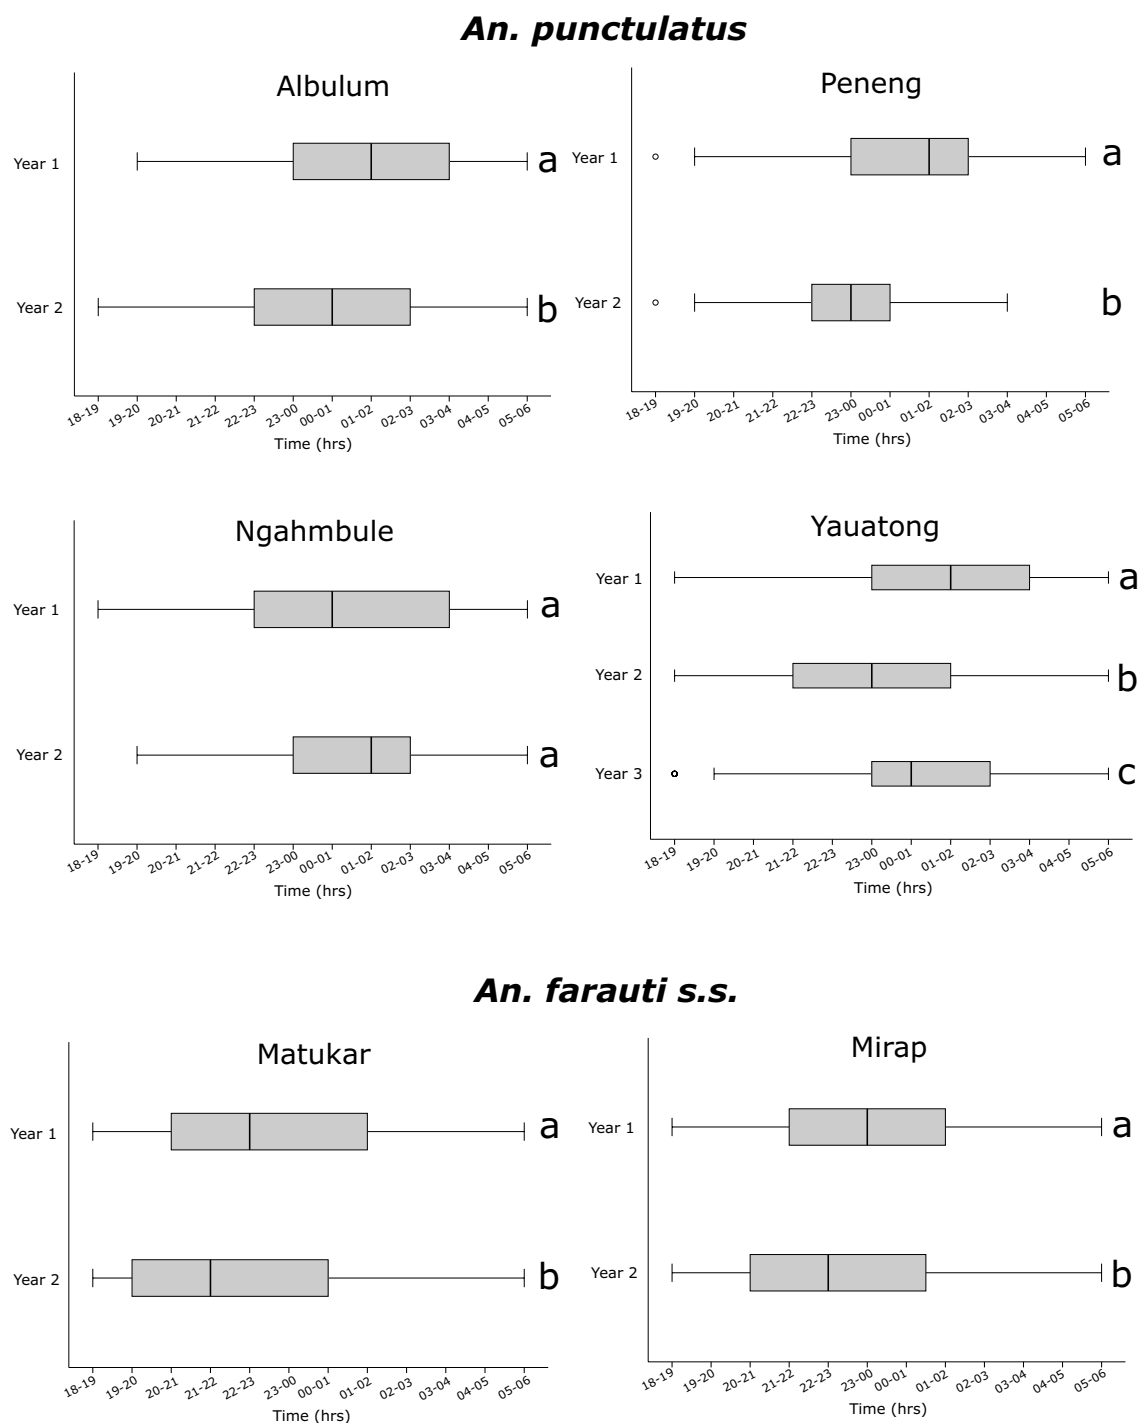 An. punctulatus
Albulum
Year 1
a
Year 2
b
18-19 19-20 20-21 21-22 22-23 23-00 00-01 01-02 02-03 03-04 04-05 05-06
Time (hrs)
Peneng
Year 1
a
Year 2
b
18-19 19-20 20-21 21-22 22-23 23-00 00-01 01-02 02-03 03-04 04-05 05-06
Time (hrs)
Ngahmbule
Year 1
a
Year 2
a
18-19 19-20 20-21 21-22 22-23 23-00 00-01 01-02 02-03 03-04 04-05 05-06
Time (hrs)
Yauatong
Year 1
a
Year 2
b
Year 3
c
18-19 19-20 20-21 21-22 22-23 23-00 00-01 01-02 02-03 03-04 04-05 05-06
Time (hrs)
An. farauti s.s.
Matukar
Year 1
a
Year 2
b
18-19 19-20 20-21 21-22 22-23 23-00 00-01 01-02 02-03 03-04 04-05 05-06
Time (hrs)
Mirap
Year 1
a
Year 2
b
18-19 19-20 20-21 21-22 22-23 23-00 00-01 01-02 02-03 03-04 04-05 05-06
Time (hrs)